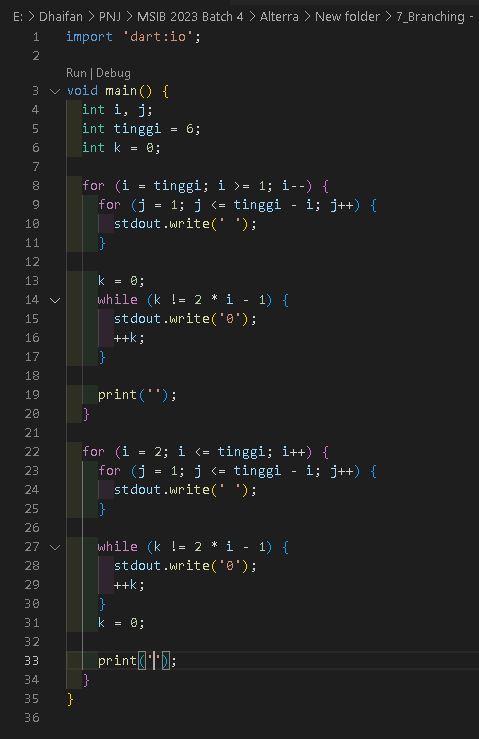 E: > Dhaifan > PNJ > MSIB 2023 Batch 4 > Alterra > New folder > 7_Branching -
1 import 'dart:io';
2
Run | Debug
3 void main() {
4   int i, j;
5   int tinggi = 6;
6   int k = 0;
7
8   for (i = tinggi; i >= 1; i--) {
9     for (j = 1; j <= tinggi - i; j++) {
10       stdout.write(' ');
11     }
12
13     k = 0;
14     while (k != 2 * i - 1) {
15       stdout.write('0');
16       ++k;
17     }
18
19     print('');
20   }
21
22   for (i = 2; i <= tinggi; i++) {
23     for (j = 1; j <= tinggi - i; j++) {
24       stdout.write(' ');
25     }
26
27     while (k != 2 * i - 1) {
28       stdout.write('0');
29       ++k;
30     }
31     k = 0;
32
33     print('');
34   }
35 }
36